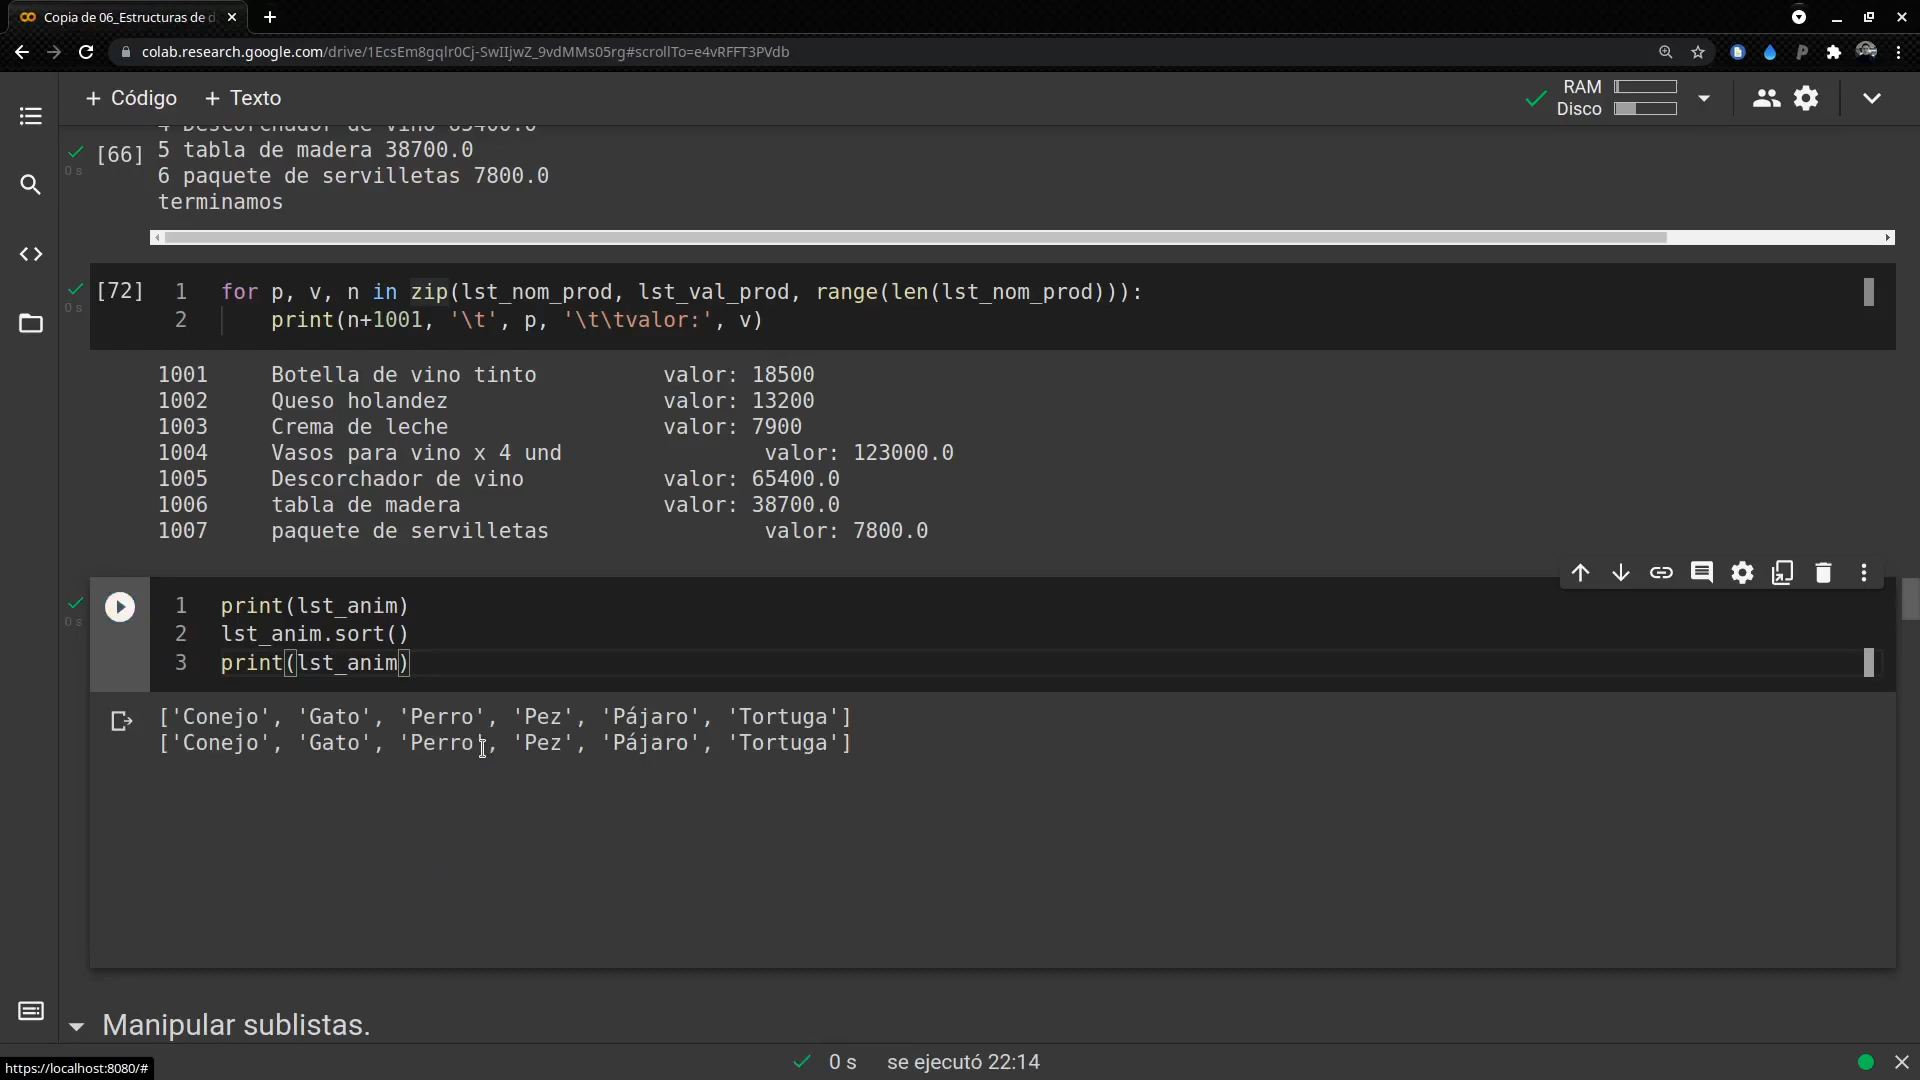 Copia de 06_Estructuras de d
colab.research.google.com/drive/1EcsEm8gqlr0Cj-SwIIjwZ_9vdMMs05rg#scrollTo=e4vRFFT3PVdb
+ Código + Texto
RAM
Disco
4 Descorchador de vino 65400.0
[66] 5 tabla de madera 38700.0
0 s
6 paquete de servilletas 7800.0
terminamos
[72] 1 for p, v, n in zip(lst_nom_prod, lst_val_prod, range(len(lst_nom_prod))):
0 s
2 print(n+1001, '\t', p, '\t\tvalor:', v)
1001 Botella de vino tinto valor: 18500
1002 Queso holandez valor: 13200
1003 Crema de leche valor: 7900
1004 Vasos para vino x 4 und valor: 123000.0
1005 Descorchador de vino valor: 65400.0
1006 tabla de madera valor: 38700.0
1007 paquete de servilletas valor: 7800.0
1 print(lst_anim)
0 s
2 lst_anim.sort()
3 print(lst_anim)
['Conejo', 'Gato', 'Perro', 'Pez', 'Pájaro', 'Tortuga']
['Conejo', 'Gato', 'Perro', 'Pez', 'Pájaro', 'Tortuga']
Manipular sublistas.
https://localhost:8080/#
0 s se ejecutó 22:14